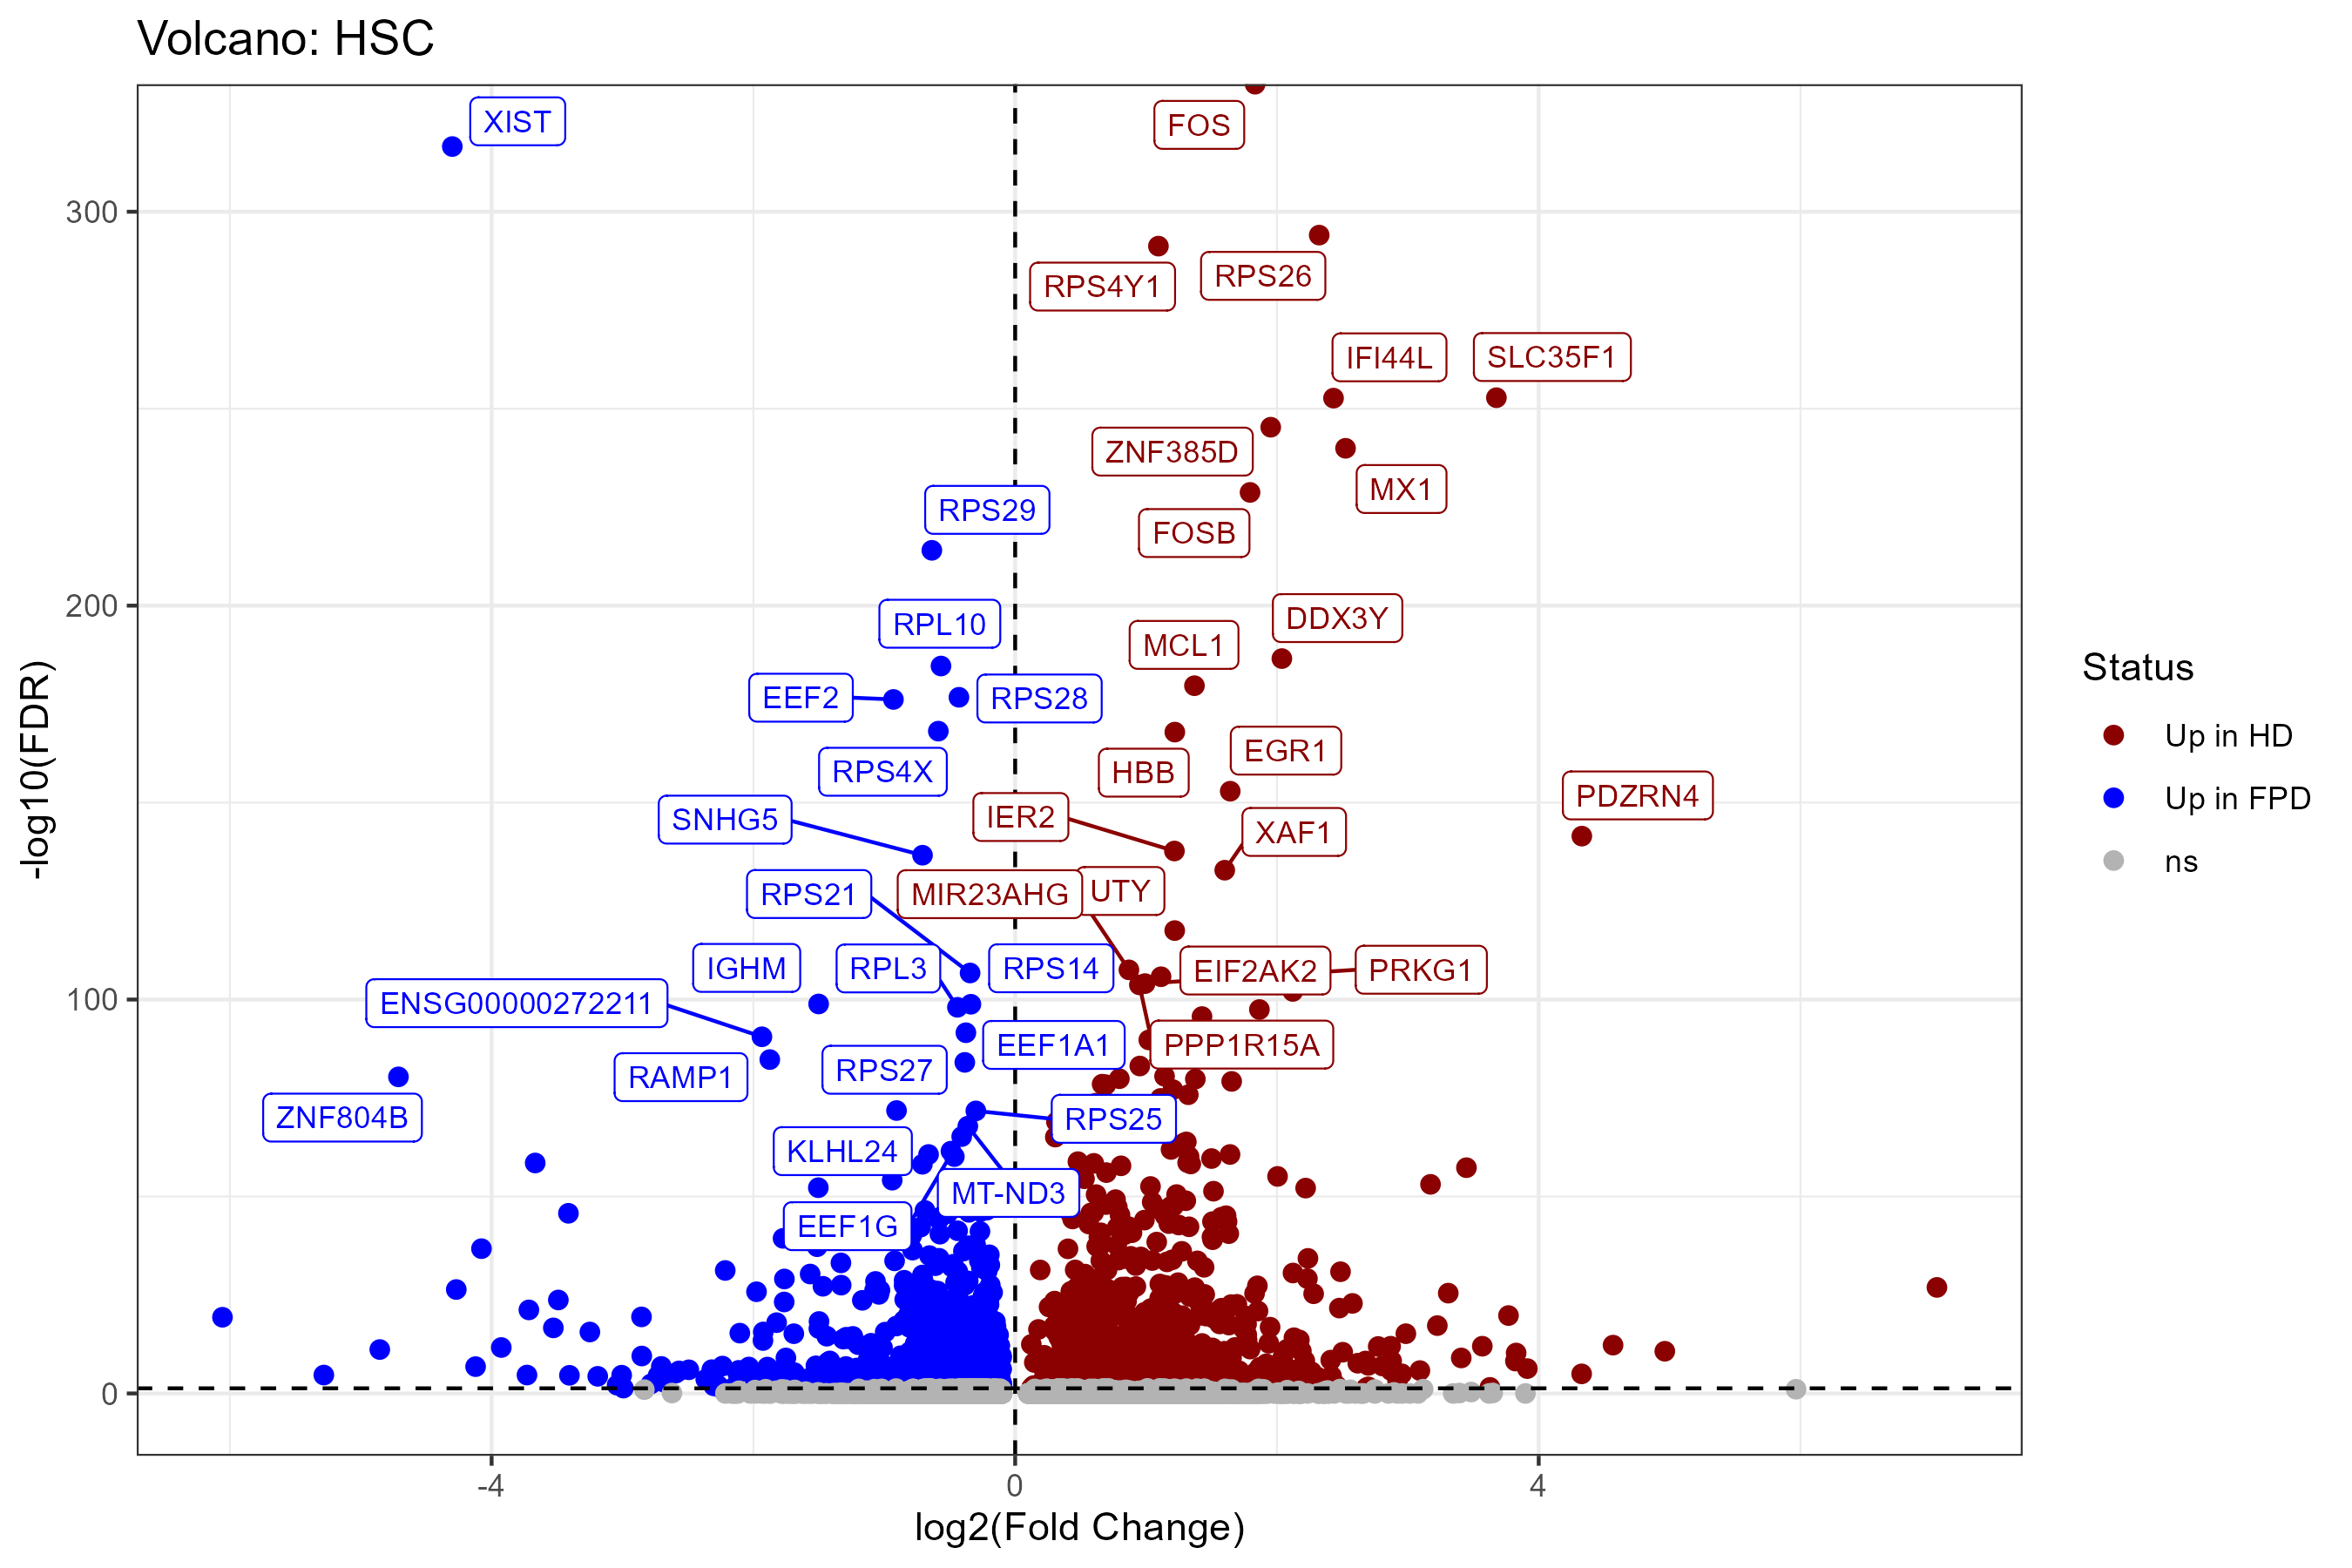 Volcano: HSC
XIST
FOS
300
RPS4Y1
RPS26
IFI44L
SLC35F1
ZNF385D
MX1
RPS29
FOSB
200
RPL10
DDX3Y
MCL1
EEF2
RPS28
RPS4X
HBB
EGR1
PDZRN4
SNHG5
IER2
XAF1
RPS21
MIR23AHG
UTY
IGHM
RPL3
RPS14
EIF2AK2
PRKG1
100
ENSG00000272211
EEF1A1
PPP1R15A
RAMP1
RPS27
ZNF804B
RPS25
KLHL24
MT-ND3
EEF1G
0
-4
0
4
log2(Fold Change)
-log10(FDR)
Status
Up in HD
Up in FPD
ns